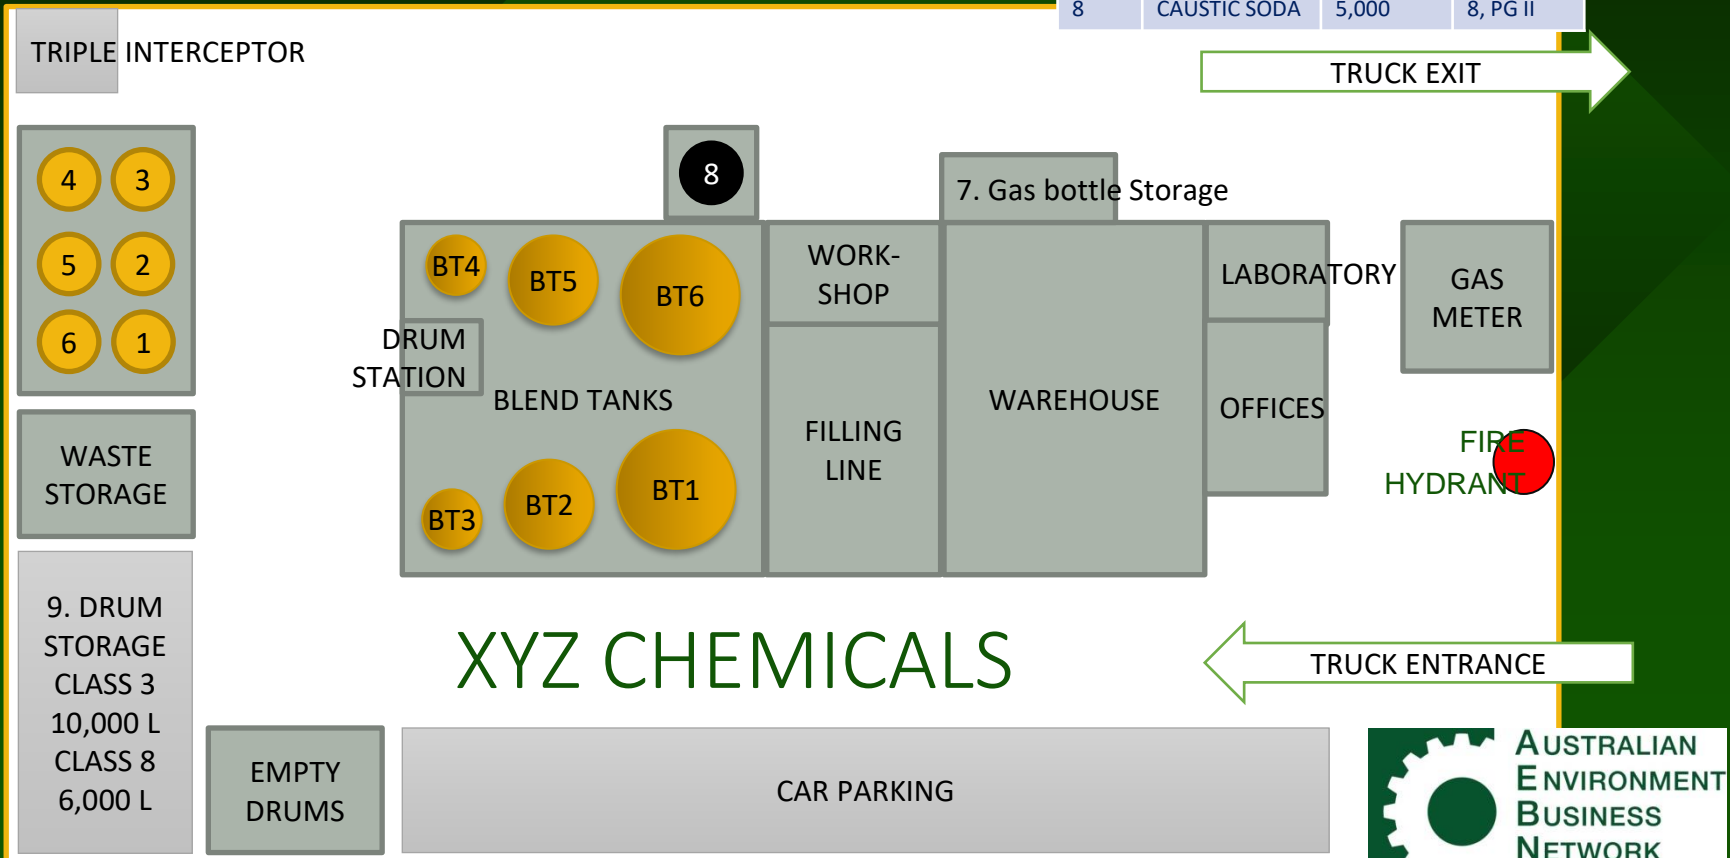 8 CAUSTIC SODA 5,000 8, PG II
TRIPLE INTERCEPTOR
TRUCK EXIT
4 3
8
7. Gas bottle Storage
5 2
6 1
BT4
BT5
BT6
WORK-
SHOP
LABORATORY
GAS
METER
DRUM
STATION
BLEND TANKS
WAREHOUSE
OFFICES
FILLING
LINE
FIRE
HYDRANT
WASTE
STORAGE
BT3
BT2
BT1
9. DRUM
STORAGE
CLASS 3
10,000 L
CLASS 8
6,000 L
XYZ CHEMICALS
TRUCK ENTRANCE
EMPTY
DRUMS
CAR PARKING
AUSTRALIAN
ENVIRONMENT
BUSINESS
NETWORK